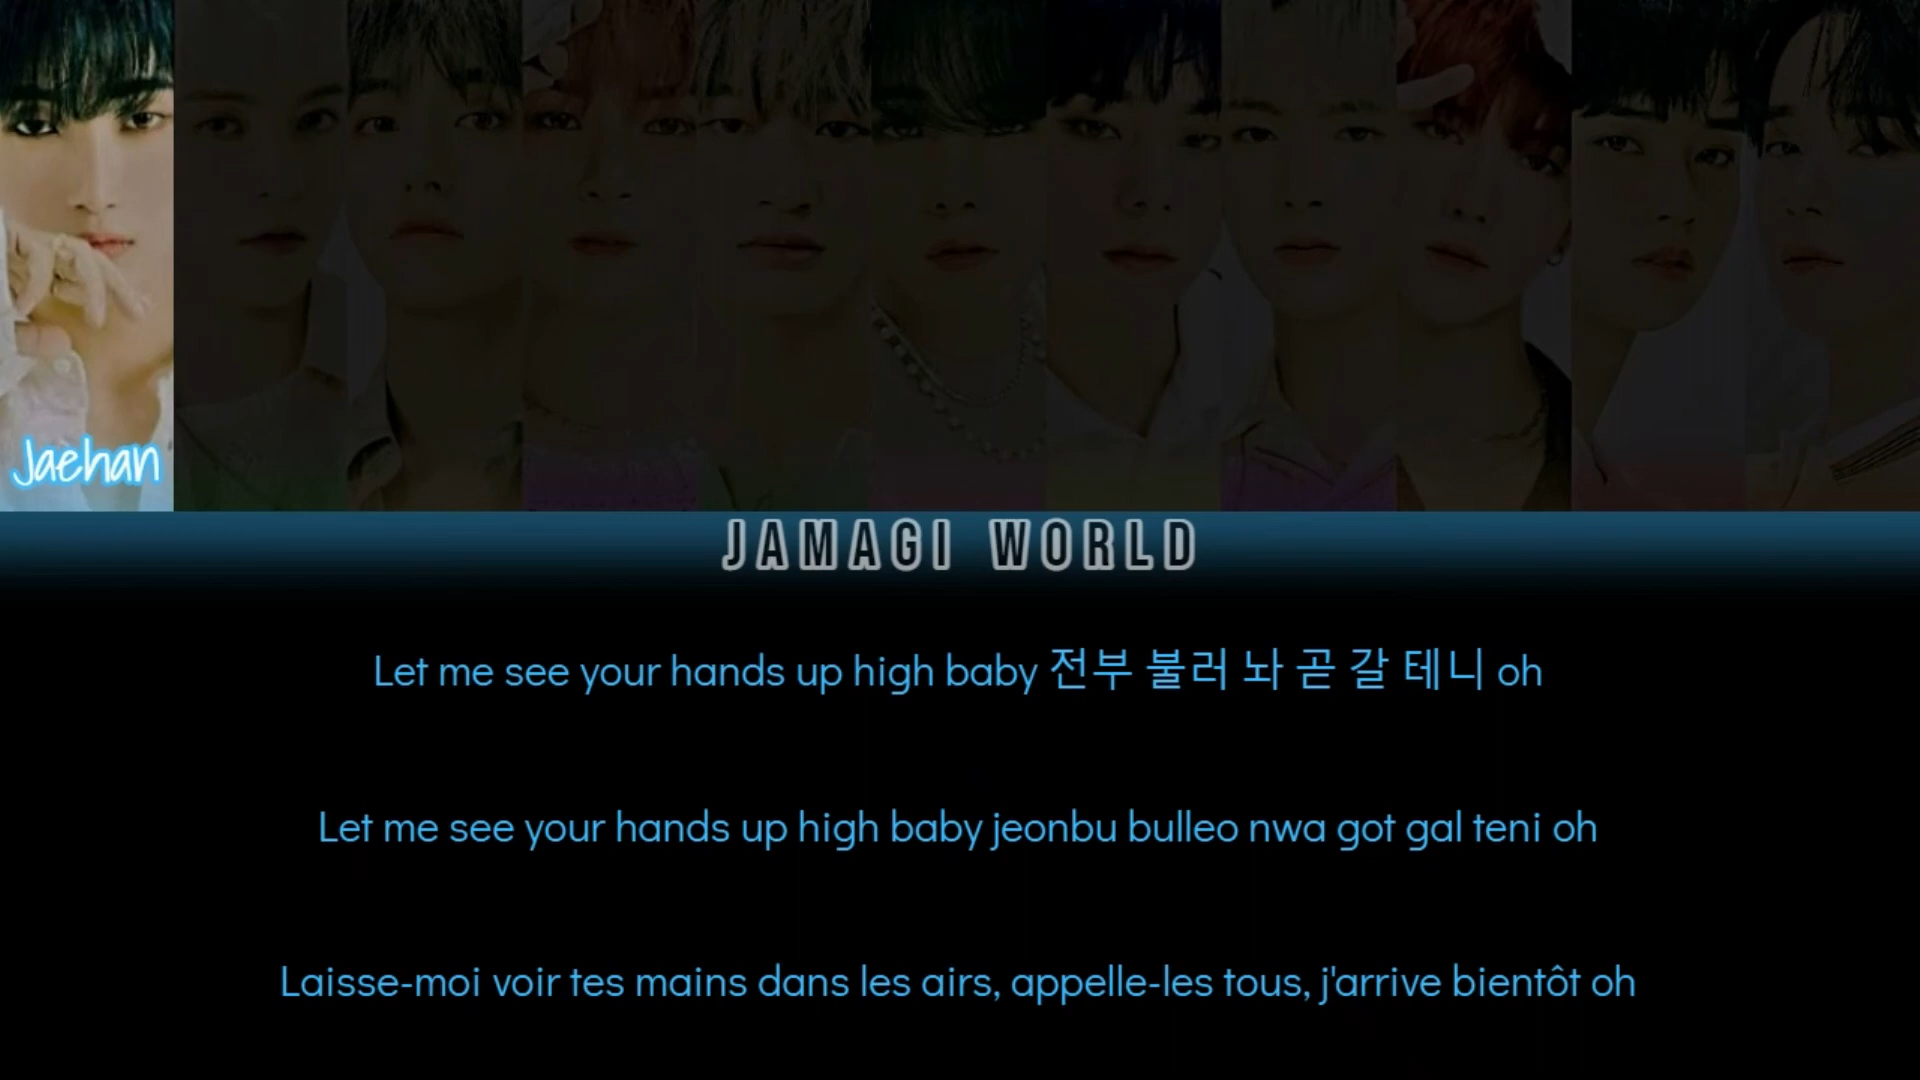 Jaehan
JAMAGI WORLD
Let me see your hands up high baby 전부 불러 놔 곧 갈 테니 oh
Let me see your hands up high baby jeonbu bulleo nwa got gal teni oh
Laisse-moi voir tes mains dans les airs, appelle-les tous, j'arrive bientôt oh